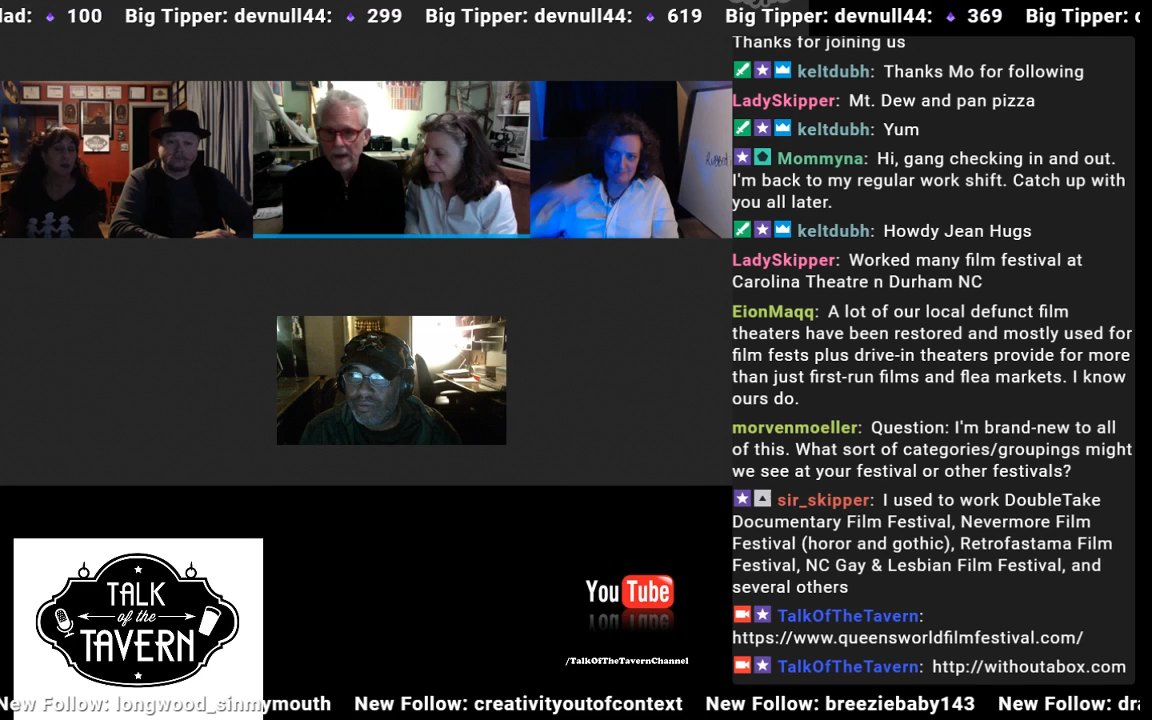 lad: 100 Big Tipper: devnull44: 299 Big Tipper: devnull44: 619 Big Tipper: devnull44: 369 Big Tipper: d
Thanks for joining us
keltdubh: Thanks Mo for following
LadySkipper: Mt. Dew and pan pizza
keltdubh: Yum
Mommyna: Hi, gang checking in and out.
I'm back to my regular work shift. Catch up with
you all later.
keltdubh: Howdy Jean Hugs
LadySkipper: Worked many film festival at
Carolina Theatre n Durham NC
EionMaqq: A lot of our local defunct film
theaters have been restored and mostly used for
film fests plus drive-in theaters provide for more
than just first-run films and flea markets. I know
ours do.
morvenmoeller: Question: I'm brand-new to all
of this. What sort of categories/groupings might
we see at your festival or other festivals?
sir_skipper: I used to work DoubleTake
Documentary Film Festival, Nevermore Film
Festival (horor and gothic), Retrofastama Film
Festival, NC Gay & Lesbian Film Festival, and
several others
TalkOfTheTavern:
https://www.queensworldfilmfestival.com/
TalkOfTheTavern: http://withoutabox.com
TALK
of the
TAVERN
YouTube
/TalkOfTheTavernChannel
New Follow: longwood_sinmymouth New Follow: creativityoutofcontext New Follow: breeziebaby143 New Follow: dr